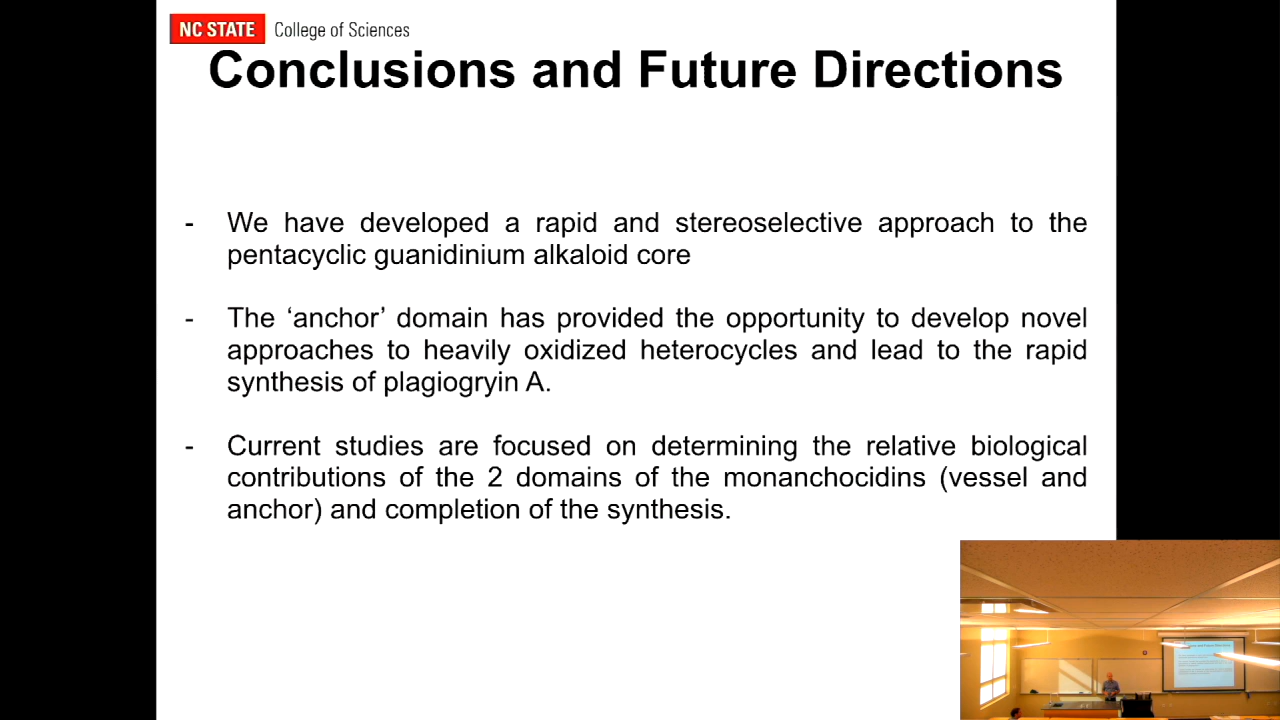 NC STATE College of Sciences
Conclusions and Future Directions
- We have developed a rapid and stereoselective approach to the
pentacyclic guanidinium alkaloid core
- The ‘anchor’ domain has provided the opportunity to develop novel
approaches to heavily oxidized heterocycles and lead to the rapid
synthesis of plagiogryin A.
- Current studies are focused on determining the relative biological
contributions of the 2 domains of the monanchocidins (vessel and
anchor) and completion of the synthesis.